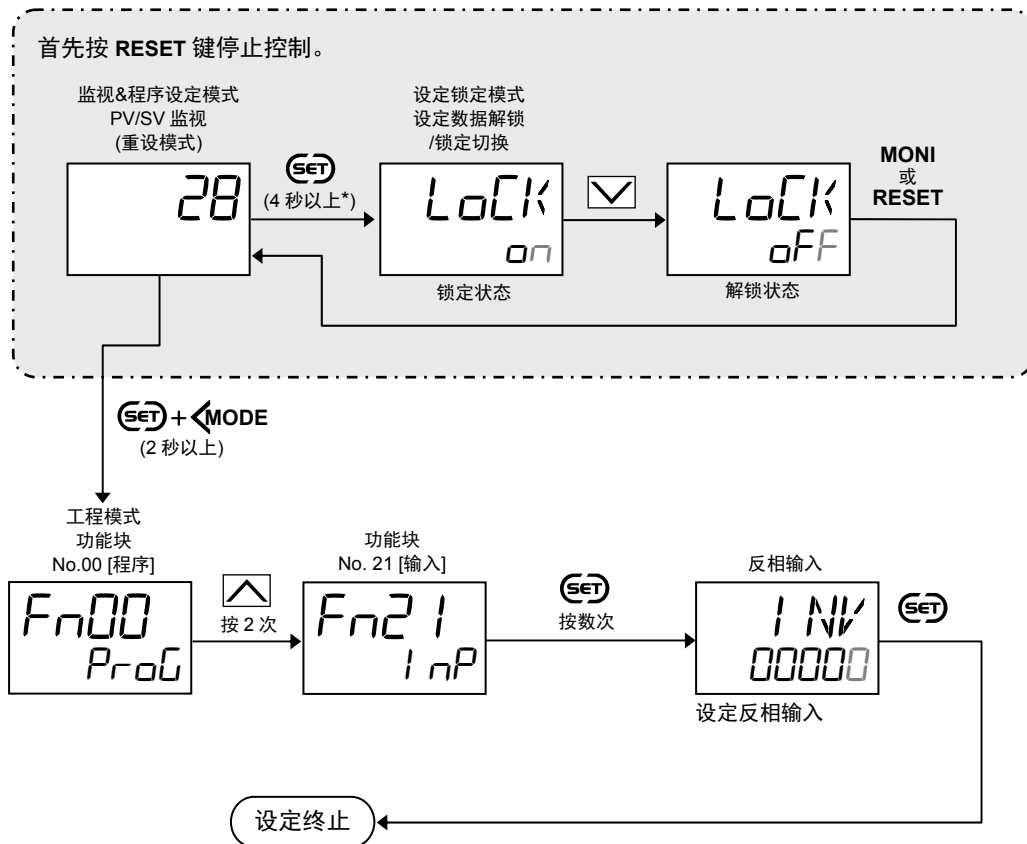 首先按 RESET 键停止控制。
监视&程序设定模式
PV/SV 监视
(重设模式)
28
SET
(4 秒以上*)
设定锁定模式
设定数据解锁
/锁定切换
LoCK
on
锁定状态
LoCK
oFF
解锁状态
MONI
或
RESET
SET + <MODE
(2 秒以上)
工程模式
功能块
No.00 [程序]
Fn00
ProG
按 2 次
功能块
No. 21 [输入]
Fn21
InP
SET
按数次
反相输入
INV
00000
设定反相输入
SET
设定终止